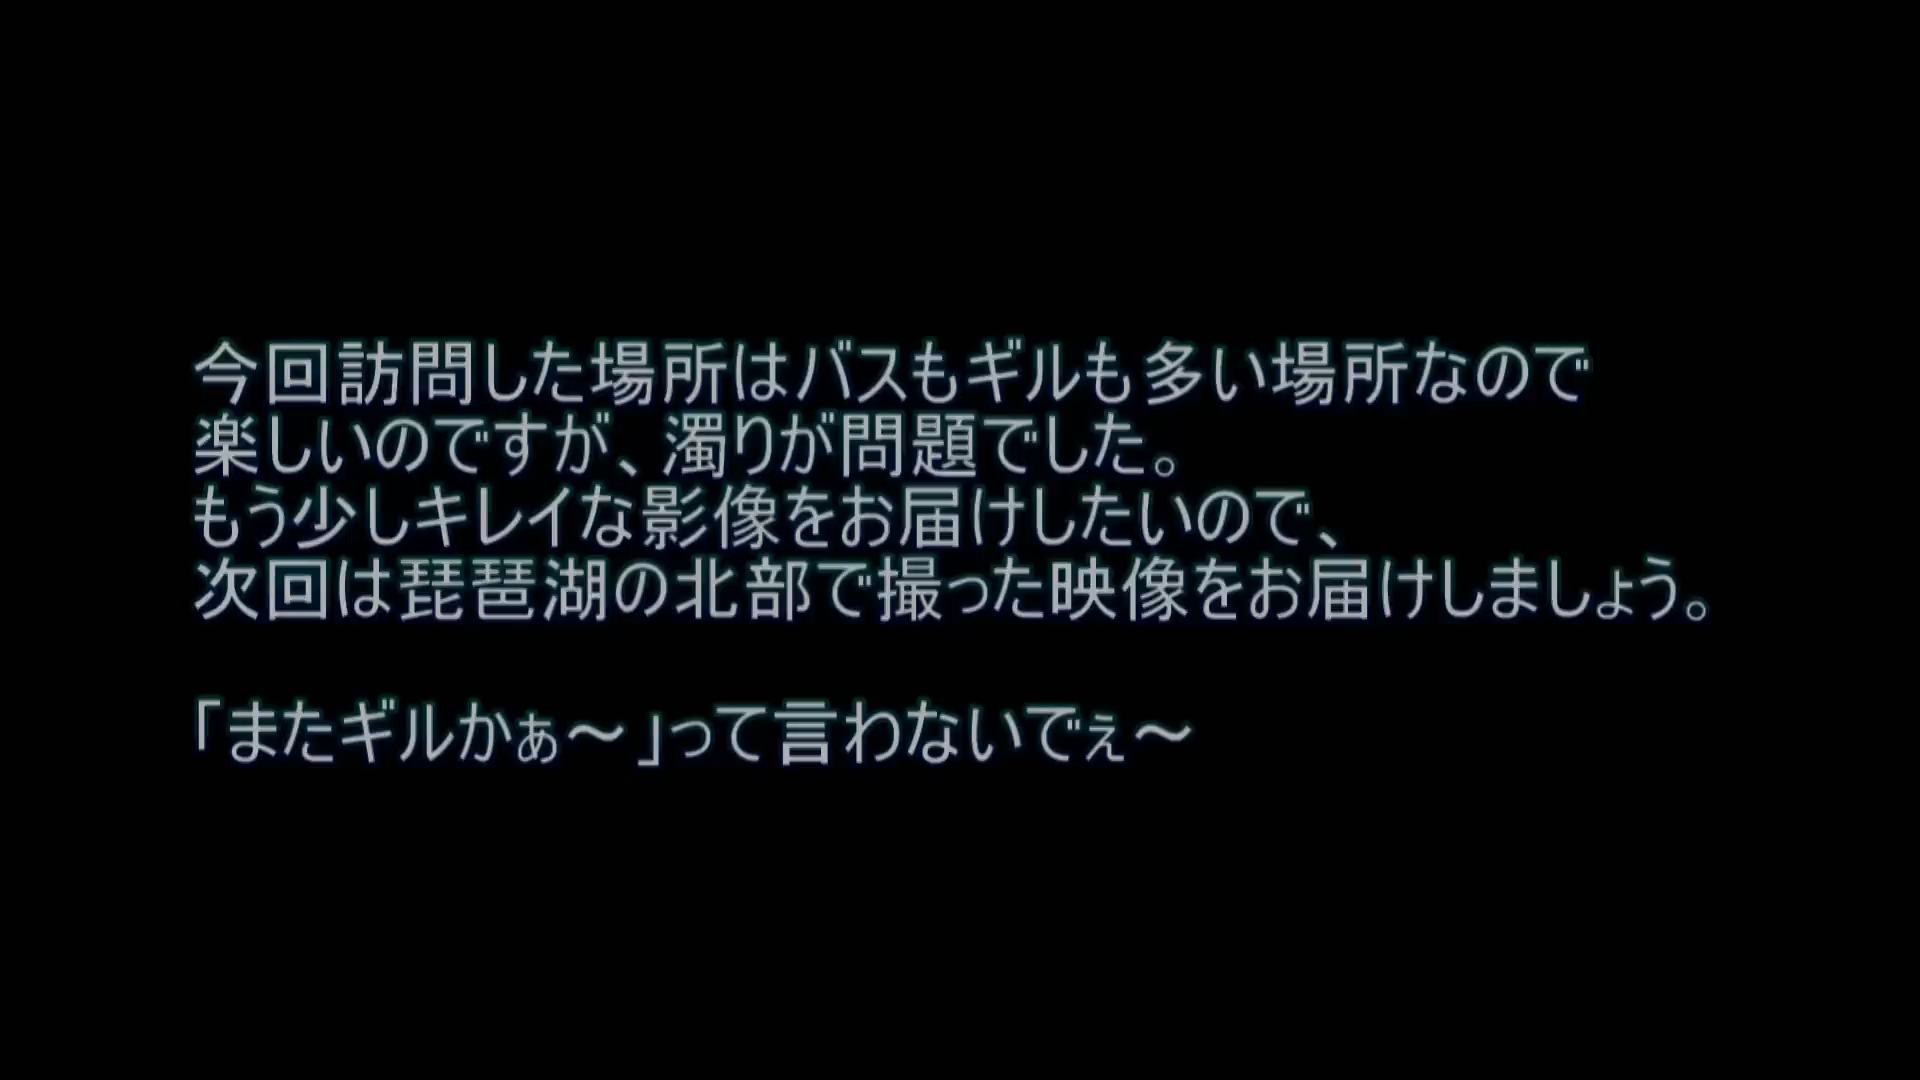 今回訪問した場所はバスもギルも多い場所なので
楽しいのですが、濁りが問題でした。
もう少しキレイな影像をお届けしたいので、
次回は琵琶湖の北部で撮った映像をお届けしましょう。
「またギルかぁ～」って言わないでぇ～